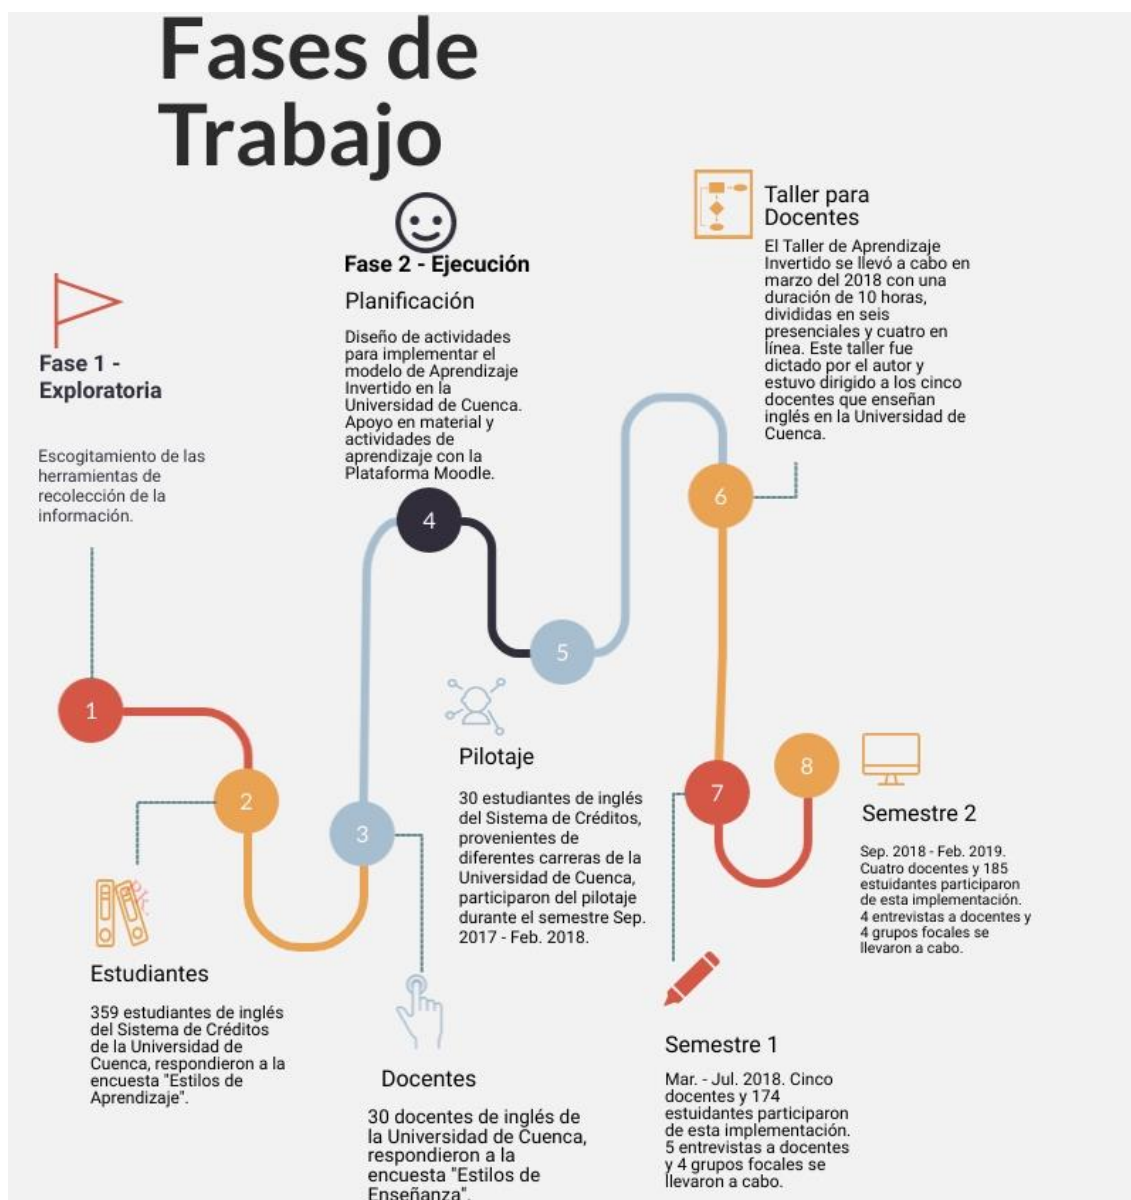 Fases de
Trabajo
Fase 1 -
Exploratoria
Escogitamiento de las
herramientas de
recolección de la
información.
1
2
Estudiantes
359 estudiantes de inglés
del Sistema de Créditos
de la Universidad de
Cuenca, respondieron a la
encuesta "Estilos de
Aprendizaje".
3
Docentes
30 docentes de inglés de
la Universidad de Cuenca,
respondieron a la
encuesta "Estilos de
Enseñanza".
Fase 2 - Ejecución
Planificación
Diseño de actividades
para implementar el
modelo de Aprendizaje
Invertido en la
Universidad de Cuenca.
Apoyo en material y
actividades de
aprendizaje con la
Plataforma Moodle.
4
5
Pilotaje
30 estudiantes de inglés
del Sistema de Créditos,
provenientes de
diferentes carreras de la
Universidad de Cuenca,
participaron del pilotaje
durante el semestre Sep.
2017 - Feb. 2018.
Taller para
Docentes
El Taller de Aprendizaje
Invertido se llevó a cabo en
marzo del 2018 con una
duración de 10 horas,
divididas en seis
presenciales y cuatro en
línea. Este taller fue
dictado por el autor y
estuvo dirigido a los cinco
docentes que enseñan
inglés en la Universidad de
Cuenca.
6
7
Semestre 1
Mar. - Jul. 2018. Cinco
docentes y 174
estuidantes participaron
de esta implementación.
5 entrevistas a docentes
y 4 grupos focales se
llevaron a cabo.
8
Semestre 2
Sep. 2018 - Feb. 2019.
Cuatro docentes y 185
estuidantes participaron
de esta implementación.
4 entrevistas a docentes y
4 grupos focales se
llevaron a cabo.